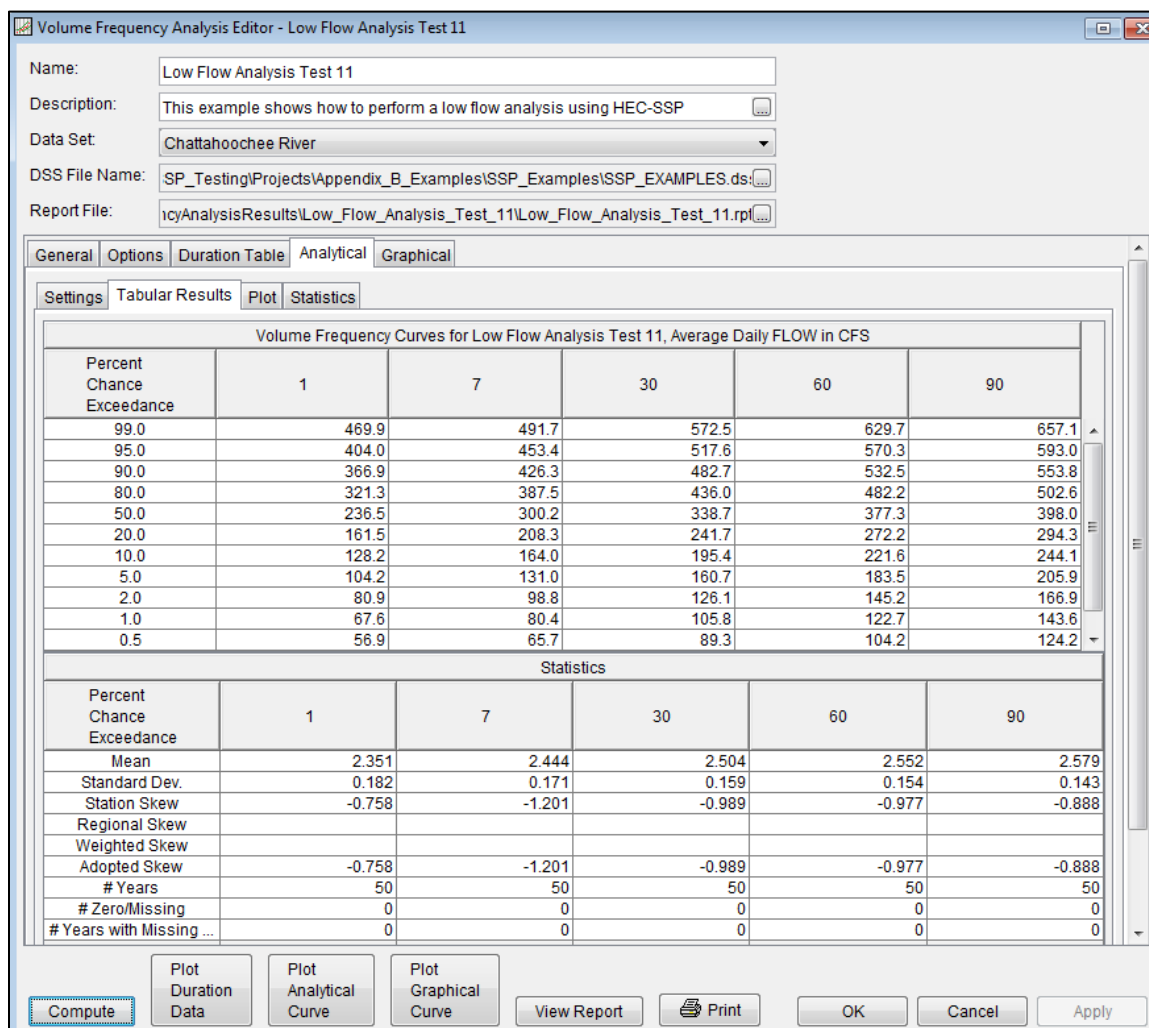 Volume Frequency Analysis Editor - Low Flow Analysis Test 11
Name: Low Flow Analysis Test 11
Description: This example shows how to perform a low flow analysis using HEC-SSP ...
Data Set: Chattahoochee River
DSS File Name: SP_Testing\Projects\Appendix_B_Examples\SSP_Examples\SSP_EXAMPLES.ds: ...
Report File: ncyAnalysisResults\Low_Flow_Analysis_Test_11\Low_Flow_Analysis_Test_11.rpt ...
General Options Duration Table Analytical Graphical
Settings Tabular Results Plot Statistics
Volume Frequency Curves for Low Flow Analysis Test 11, Average Daily FLOW in CFS
Percent
Chance
Exceedance
1 7 30 60 90
99.0 469.9 491.7 572.5 629.7 657.1
95.0 404.0 453.4 517.6 570.3 593.0
90.0 366.9 426.3 482.7 532.5 553.8
80.0 321.3 387.5 436.0 482.2 502.6
50.0 236.5 300.2 338.7 377.3 398.0
20.0 161.5 208.3 241.7 272.2 294.3
10.0 128.2 164.0 195.4 221.6 244.1
5.0 104.2 131.0 160.7 183.5 205.9
2.0 80.9 98.8 126.1 145.2 166.9
1.0 67.6 80.4 105.8 122.7 143.6
0.5 56.9 65.7 89.3 104.2 124.2
Statistics
Percent
Chance
Exceedance
1 7 30 60 90
Mean 2.351 2.444 2.504 2.552 2.579
Standard Dev. 0.182 0.171 0.159 0.154 0.143
Station Skew -0.758 -1.201 -0.989 -0.977 -0.888
Regional Skew
Weighted Skew
Adopted Skew -0.758 -1.201 -0.989 -0.977 -0.888
# Years 50 50 50 50 50
# Zero/Missing 0 0 0 0 0
# Years with Missing ... 0 0 0 0 0
Compute
Plot
Duration
Data
Plot
Analytical
Curve
Plot
Graphical
Curve
View Report
Print
OK
Cancel
Apply